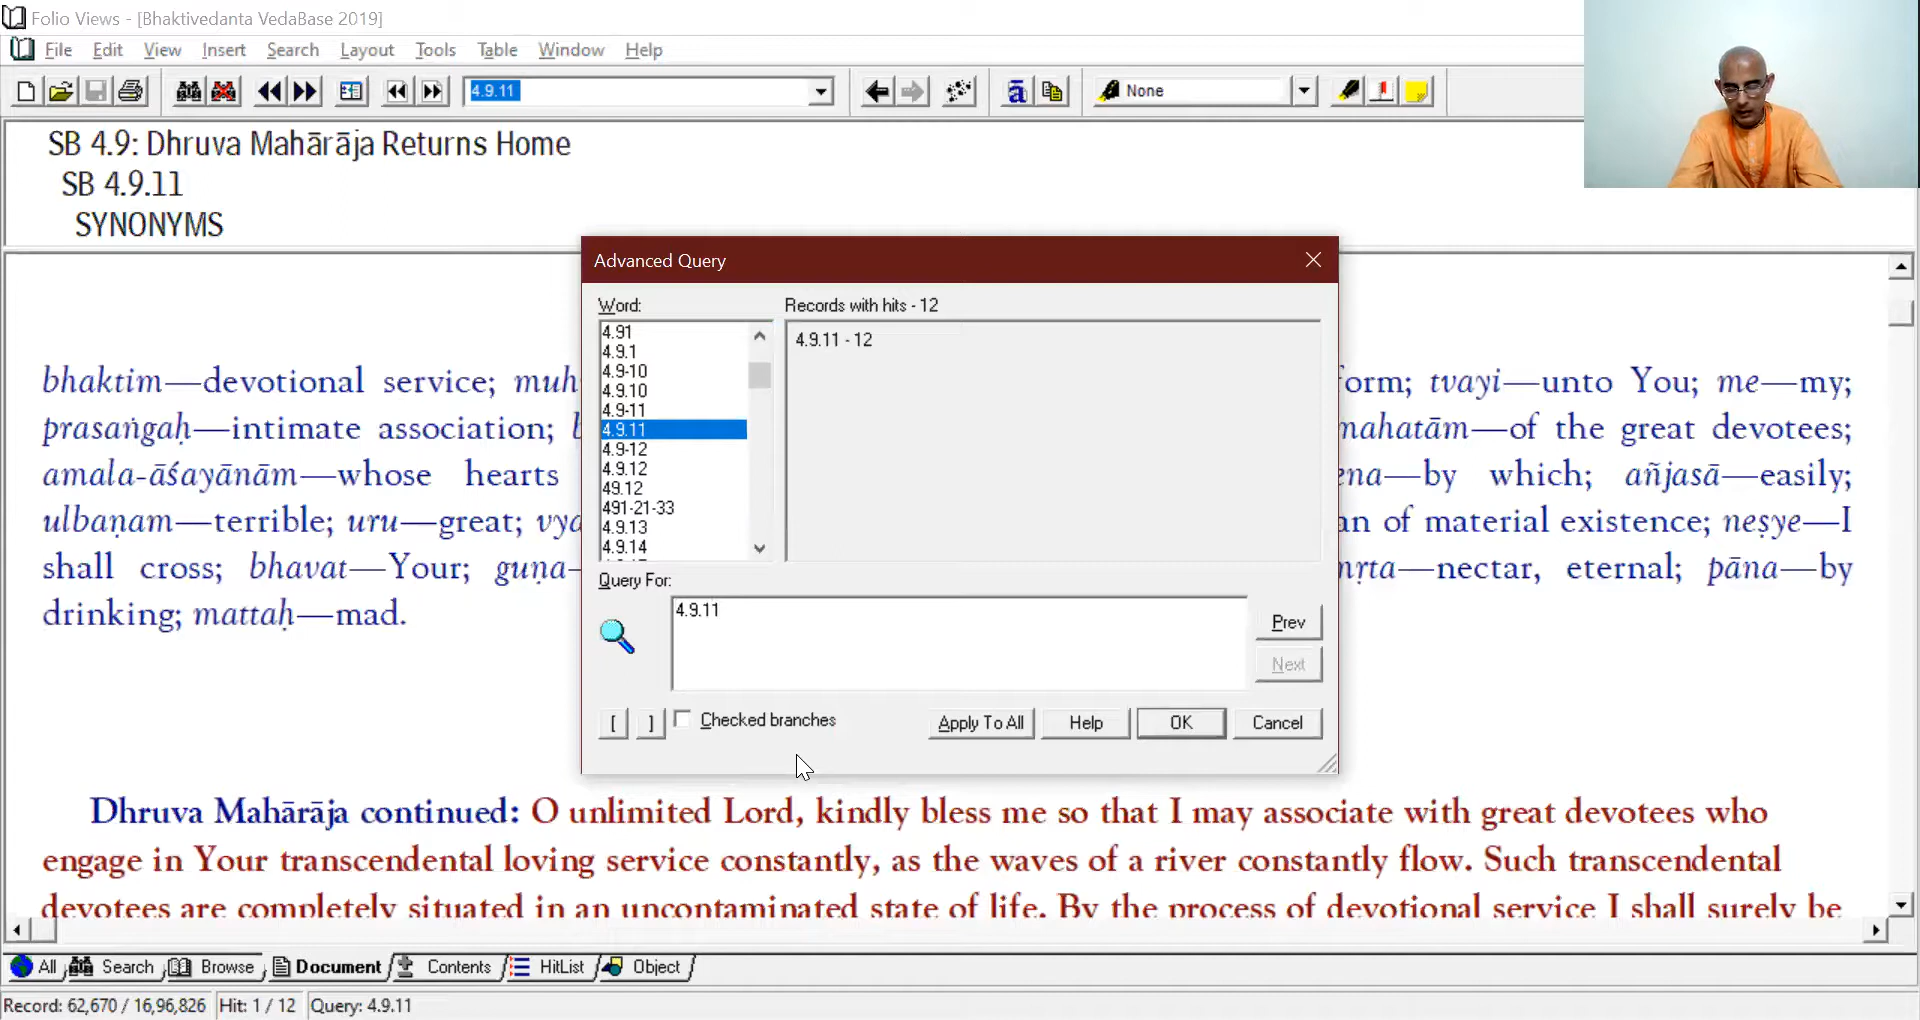 Folio Views - [Bhaktivedanta VedaBase 2019]
File Edit View Insert Search Layout Tools Table Window Help
4.9.11
None
SB 4.9: Dhruva Mahārāja Returns Home
SB 4.9.11
SYNONYMS
Advanced Query
Word:
Records with hits - 12
4.91
4.9.1
4.9-10
4.9.10
4.9-11
4.9.11
4.9-12
4.9.12
49.12
491-21-33
4.9.13
4.9.14
4.9.11 - 12
Query For:
4.9.11
Prev
Next
[ ] Checked branches
Apply To All Help OK Cancel
bhaktim—devotional service; muh form; tvayi—unto You; me—my;
prasaṅgaḥ—intimate association; mahatām—of the great devotees;
amala-āśayānām—whose hearts ena—by which; añjasā—easily;
ulbaṇam—terrible; uru—great; vya an of material existence; neṣye—I
shall cross; bhavat—Your; guṇa- mṛta—nectar, eternal; pāna—by
drinking; mattaḥ—mad.
Dhruva Mahārāja continued: O unlimited Lord, kindly bless me so that I may associate with great devotees who
engage in Your transcendental loving service constantly, as the waves of a river constantly flow. Such transcendental
devotees are completely situated in an uncontaminated state of life. By the process of devotional service I shall surely be
All Search Browse Document Contents HitList Object
Record: 62,670 / 16,96,826 Hit: 1 / 12 Query: 4.9.11